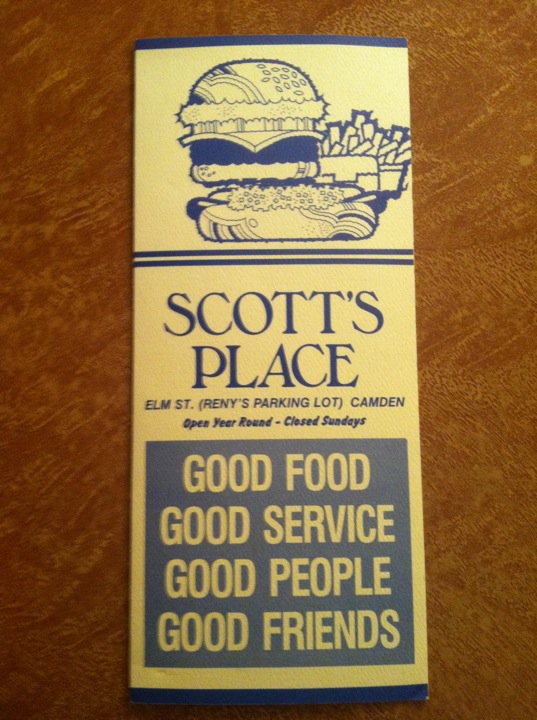 SCOTT'S
PLACE
ELM ST. (RENY'S PARKING LOT) CAMDEN
Open Year Round - Closed Sundays
GOOD FOOD
GOOD SERVICE
GOOD PEOPLE
GOOD FRIENDS